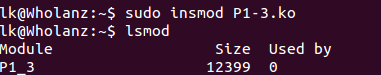 lk@Wholanz:~$ sudo insmod P1-3.ko
lk@Wholanz:~$ lsmod
Module                  Size  Used by
P1_3                   12399  0